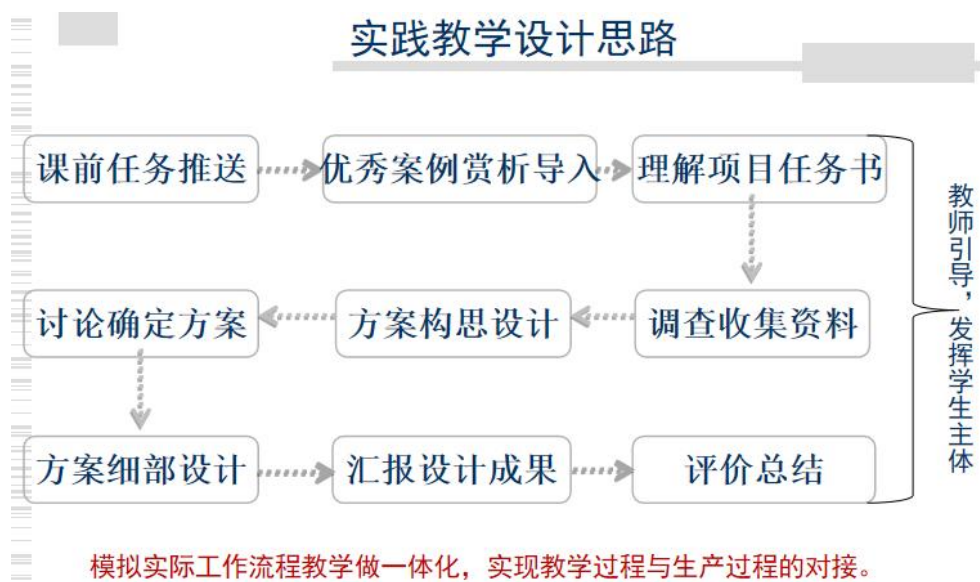 实践教学设计思路
课前任务推送
优秀案例赏析导入
理解项目任务书
调查收集资料
方案构思设计
讨论确定方案
方案细部设计
汇报设计成果
评价总结
教师引导，发挥学生主体
模拟实际工作流程教学做一体化，实现教学过程与生产过程的对接。